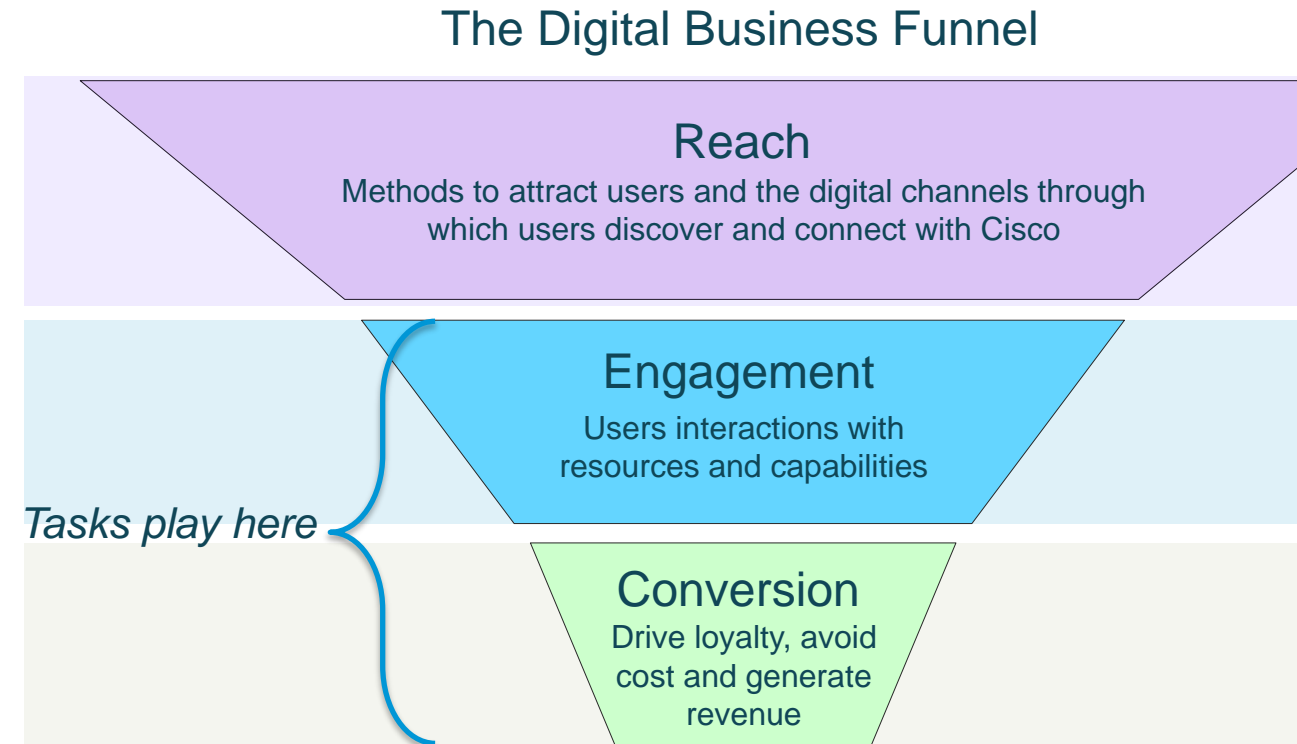 The Digital Business Funnel
Reach
Methods to attract users and the digital channels through
which users discover and connect with Cisco
Engagement
Users interactions with
resources and capabilities
Tasks play here
Conversion
Drive loyalty, avoid
cost and generate
revenue